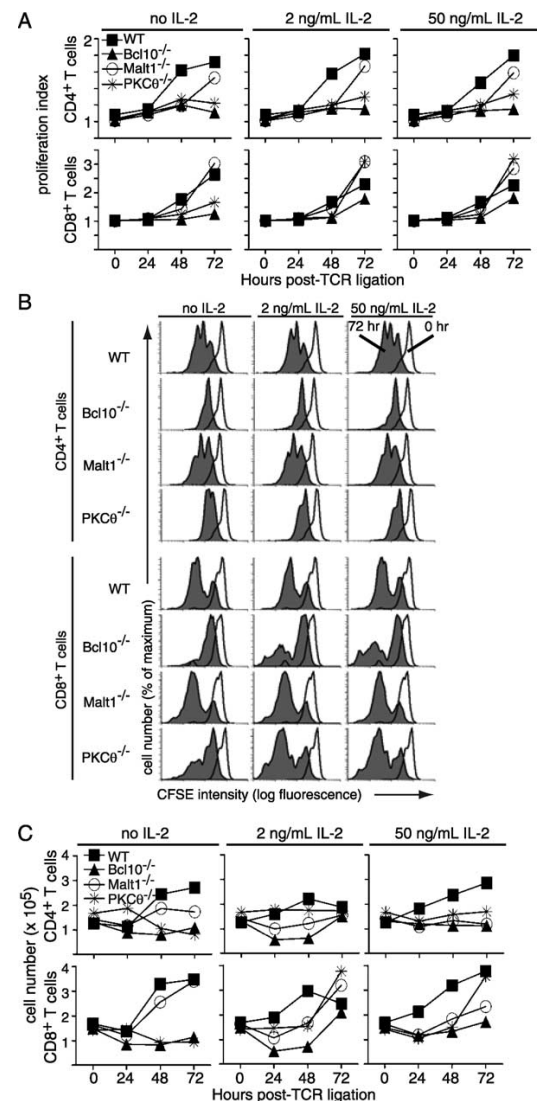 A
no IL-2 2 ng/mL IL-2 50 ng/mL IL-2
proliferation index
CD4+ T cells
2
1
WT
Bcl10-/-
Malt1-/-
PKCθ-/-
CD8+ T cells
3
2
1
0 24 48 72 0 24 48 72 0 24 48 72
Hours post-TCR ligation
B
no IL-2 2 ng/mL IL-2 50 ng/mL IL-2
72 hr 0 hr
CD4+ T cells
WT
Bcl10-/-
Malt1-/-
PKCθ-/-
CD8+ T cells
WT
Bcl10-/-
Malt1-/-
PKCθ-/-
cell number (% of maximum)
CFSE intensity (log fluorescence)
C
no IL-2 2 ng/mL IL-2 50 ng/mL IL-2
cell number (x 105)
CD4+ T cells
4
3
2
1
WT
Bcl10-/-
Malt1-/-
PKCθ-/-
CD8+ T cells
4
3
2
1
0 24 48 72 0 24 48 72 0 24 48 72
Hours post-TCR ligation